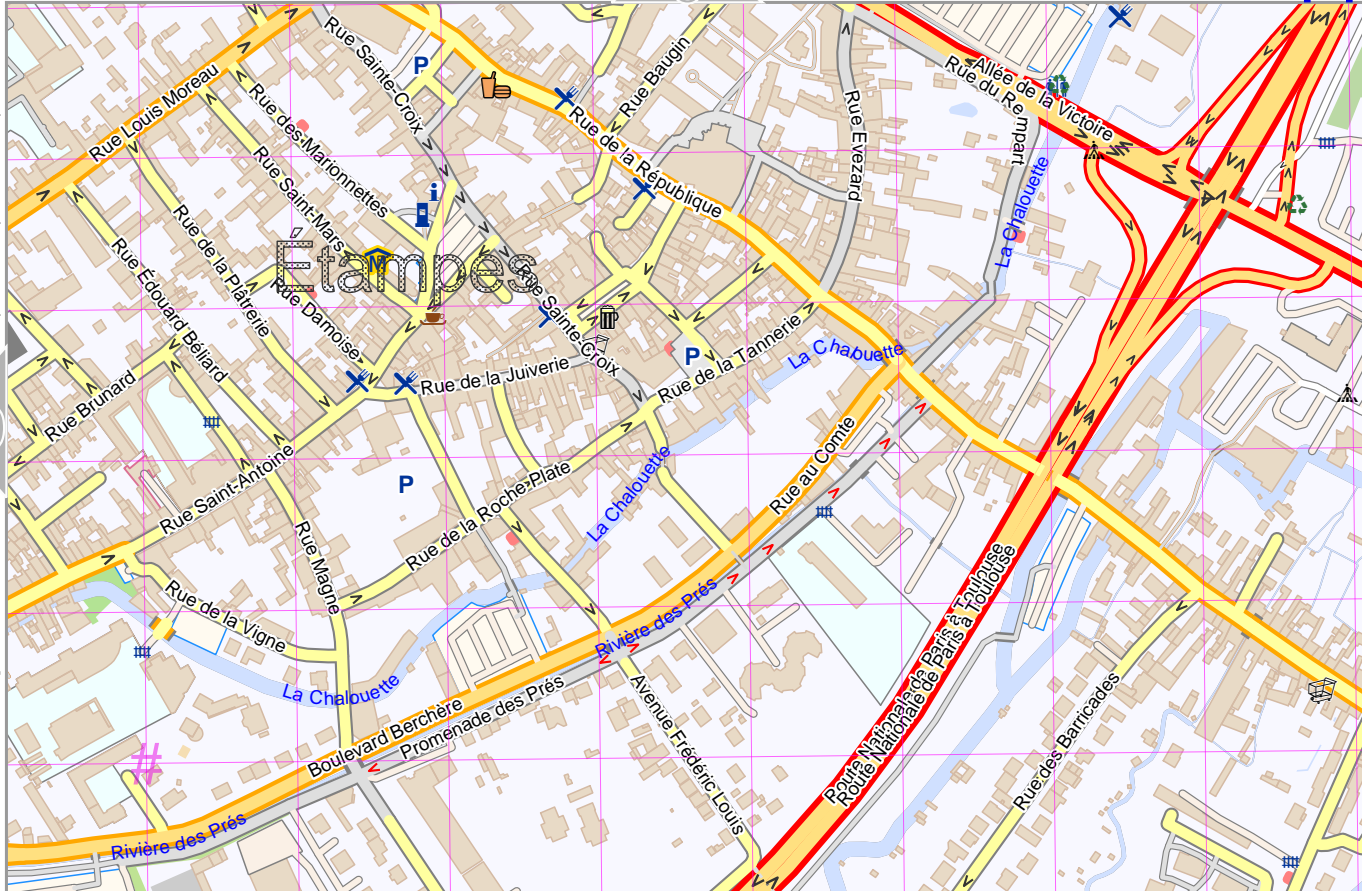 Rue Sainte-Croix
P
Rue Baugin
Rue Louis Moreau
Rue des Marionnettes
Rue de la République
Rue Evezard
Allée de la Victoire
Rue du Rempart
La Chalouette
Rue Saint-Mars
i
Rue de la Plâtrerie
Rue Édouard Béliard
Étampes
M
Rue Damoise
Rue Sainte-Croix
P
Rue de la Tannerie
La Chabouette
Rue de la Juiverie
Rue Brunard
Rue Saint-Antoine
P
Rue de la Roche-Plate
La Chalouette
Rue au Comte
Rue Magne
Rue de la Vigne
La Chalouette
Rivière des Prés
Route Nationale de Paris à Toulouse
Route Nationale de Paris à Toulouse
Boulevard Berchère
Promenade des Prés
Avenue Frédéric Louis
Rue des Barricades
#
Rivière des Prés